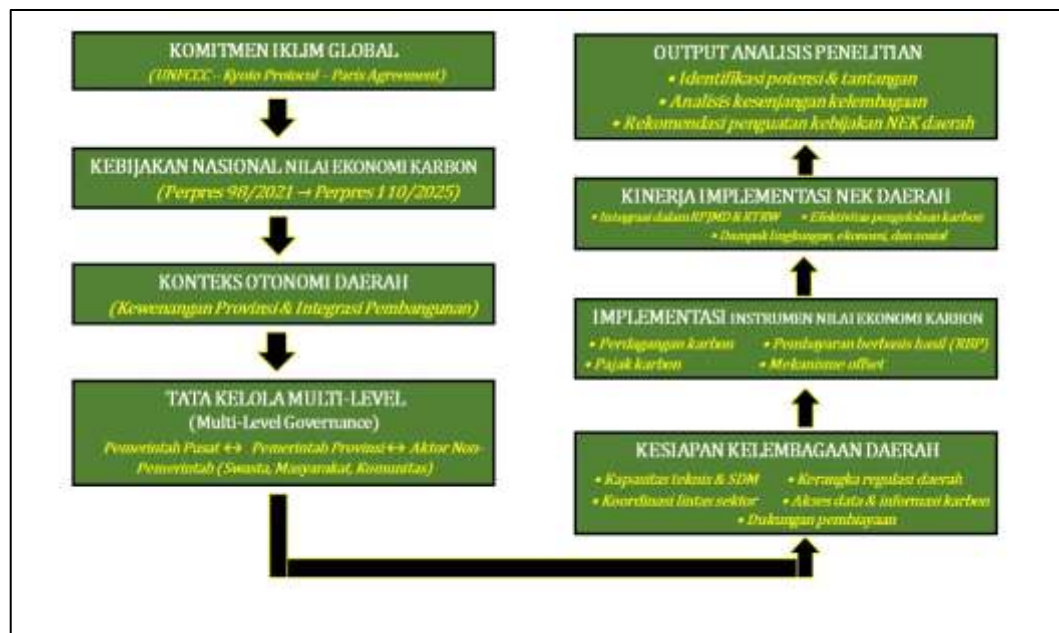 KOMITMEN IKLIM GLOBAL
(UNFCCC – Kyoto Protocol – Paris Agreement)
KEBIJAKAN NASIONAL NILAI EKONOMI KARBON
(Perpres 98/2021 → Perpres 110/2025)
KONTEKS OTONOMI DAERAH
(Kewenangan Provinsi & Integrasi Pembangunan)
TATA KELOLA MULTI-LEVEL
(Multi-Level Governance)
Pemerintah Pusat ↔ Pemerintah Provinsi ↔ Aktor Non-
Pemerintah (Swasta, Masyarakat, Komunitas)
OUTPUT ANALISIS PENELITIAN
• Identifikasi potensi & tantangan
• Analisis kesenjangan kelembagaan
• Rekomendasi penguatan kebijakan NEK daerah
KINERJA IMPLEMENTASI NEK DAERAH
• Integrasi dalam RPJMD & RTRW • Efektivitas pengelolaan karbon
• Dampak lingkungan, ekonomi, dan sosial
IMPLEMENTASI INSTRUMEN NILAI EKONOMI KARBON
• Perdagangan karbon • Pembayaran berbasis hasil (RBP)
• Pajak karbon • Mekanisme offset
KESIAPAN KELEMBAGAAN DAERAH
• Kapasitas teknis & SDM • Kerangka regulasi daerah
• Koordinasi lintas sektor • Akses data & informasi karbon
• Dukungan pembiayaan